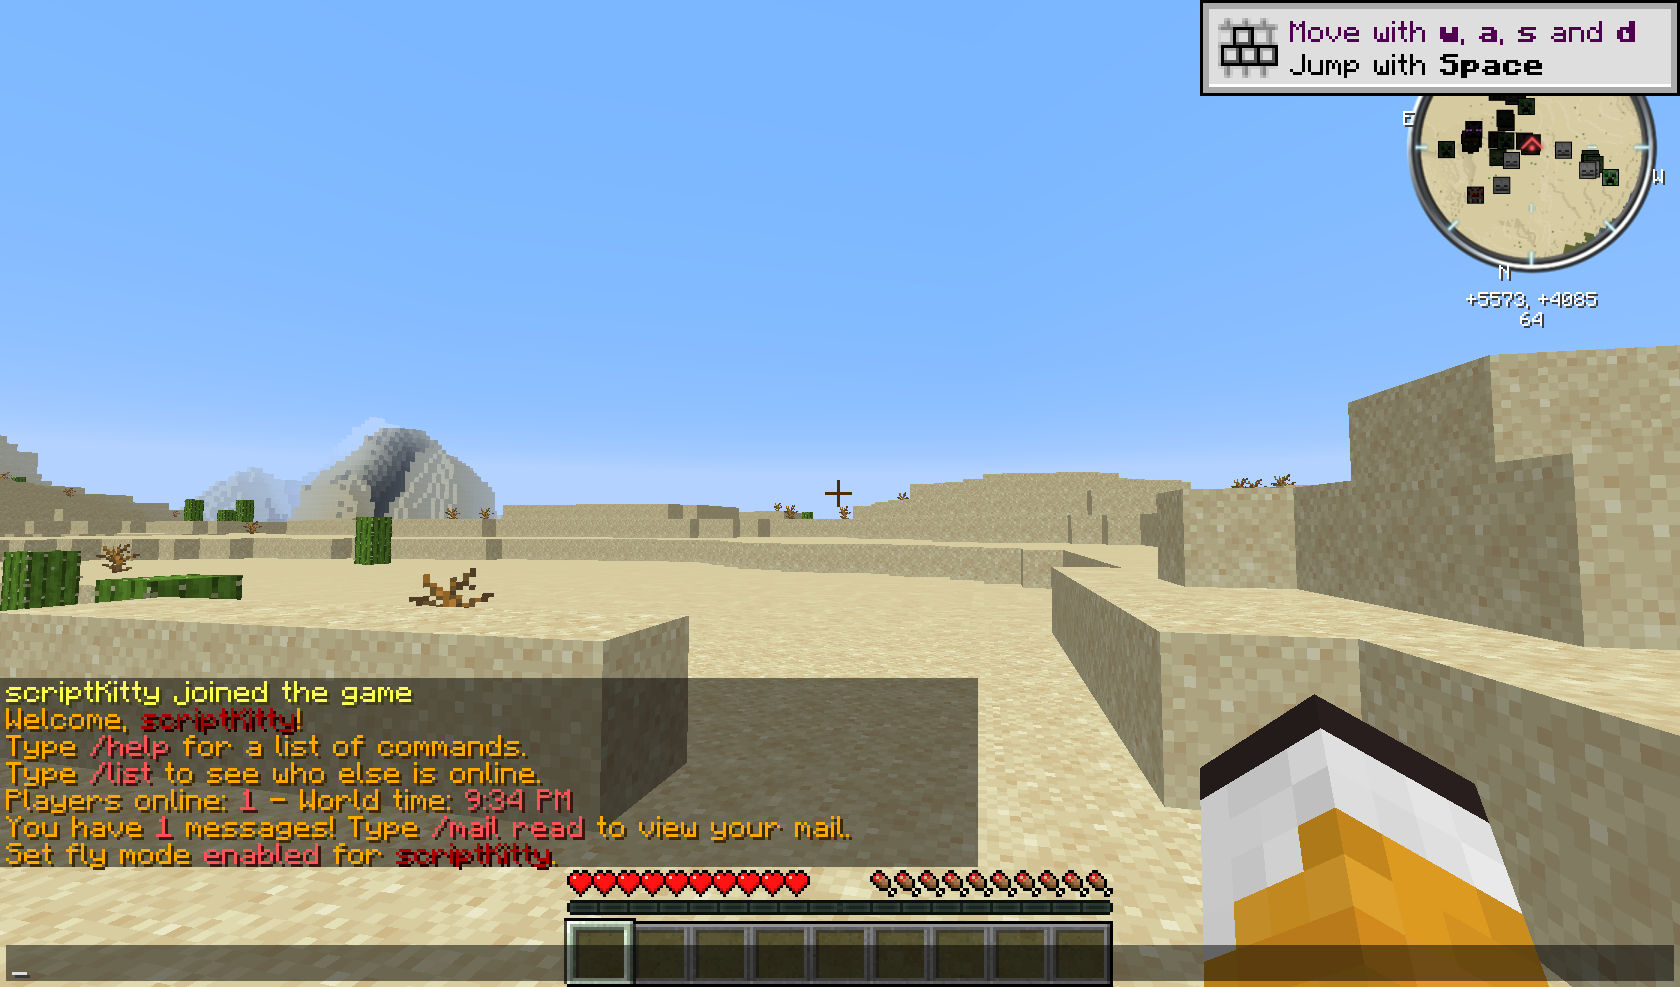 Move with w, a, s and d
Jump with Space
E
W
N
+5573, +4085
64
scriptKitty joined the game
Welcome, scriptKitty!
Type /help for a list of commands.
Type /list to see who else is online.
Players online: 1 - World time: 9:34 PM
You have 1 messages! Type /mail read to view your mail.
Set fly mode enabled for scriptKitty.
_